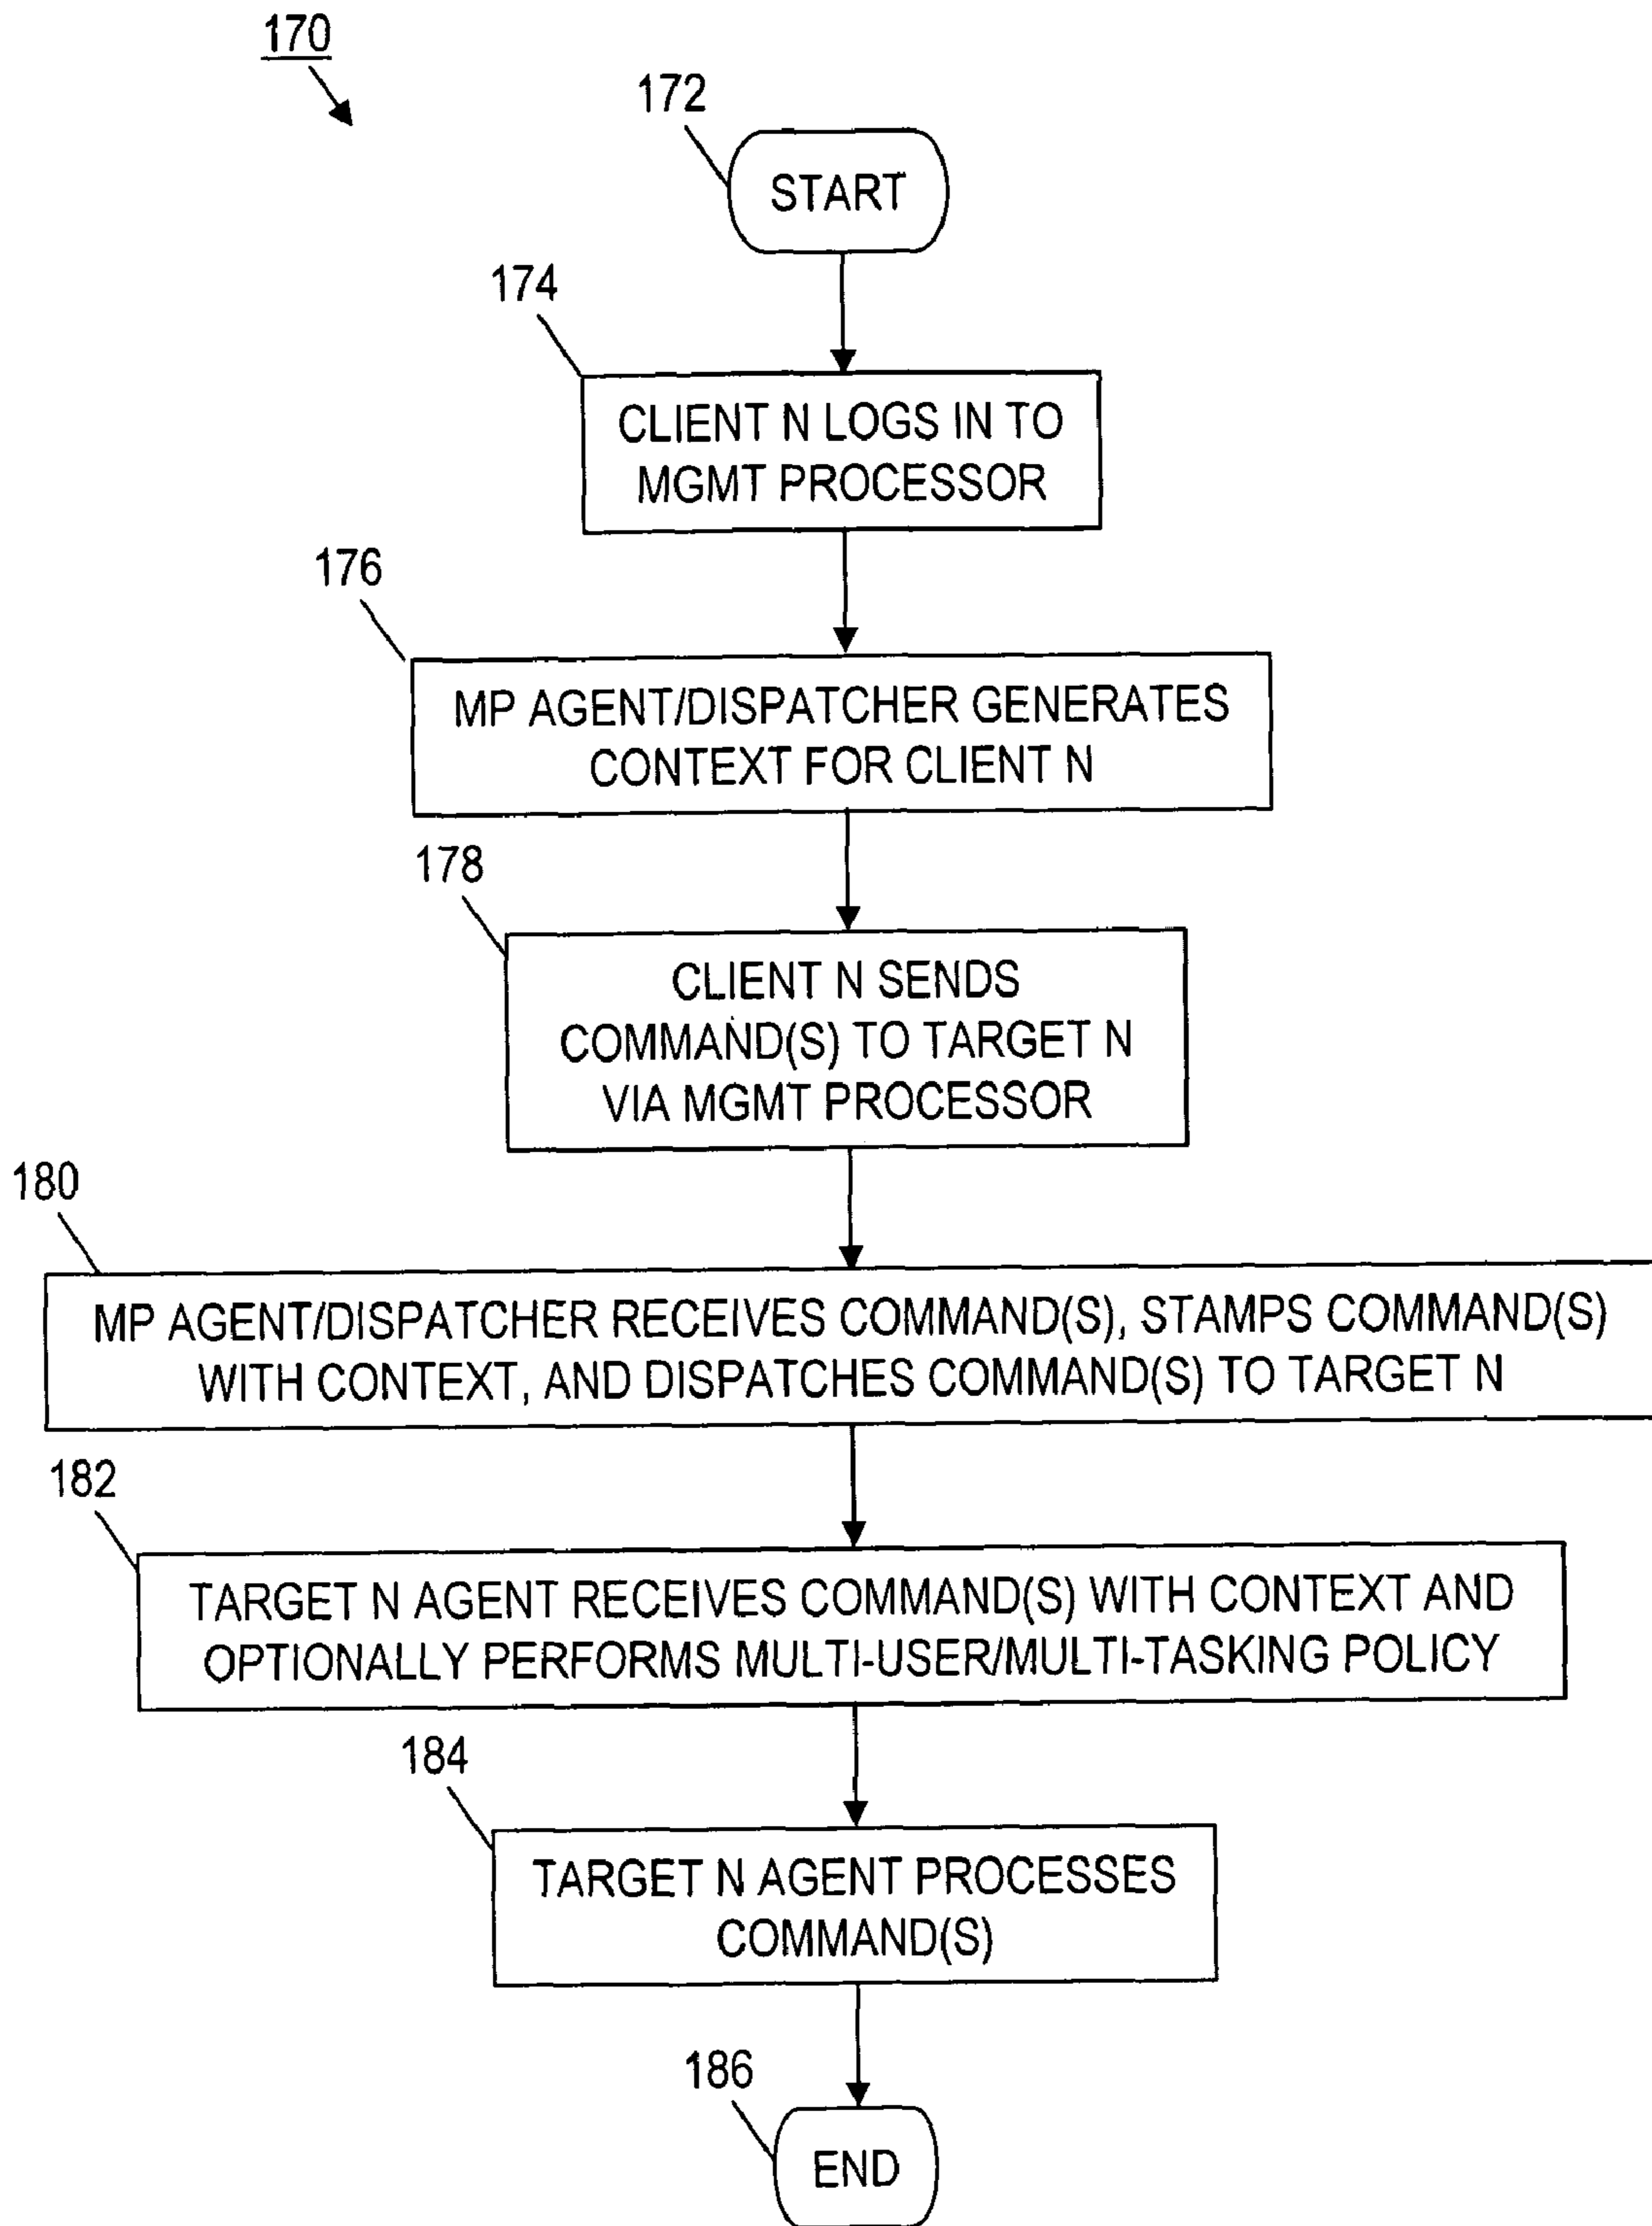 170
172
START
174
CLIENT N LOGS IN TO
MGMT PROCESSOR
176
MP AGENT/DISPATCHER GENERATES
CONTEXT FOR CLIENT N
178
CLIENT N SENDS
COMMAND(S) TO TARGET N
VIA MGMT PROCESSOR
180
MP AGENT/DISPATCHER RECEIVES COMMAND(S), STAMPS COMMAND(S)
WITH CONTEXT, AND DISPATCHES COMMAND(S) TO TARGET N
182
TARGET N AGENT RECEIVES COMMAND(S) WITH CONTEXT AND
OPTIONALLY PERFORMS MULTI-USER/MULTI-TASKING POLICY
184
TARGET N AGENT PROCESSES
COMMAND(S)
186
END